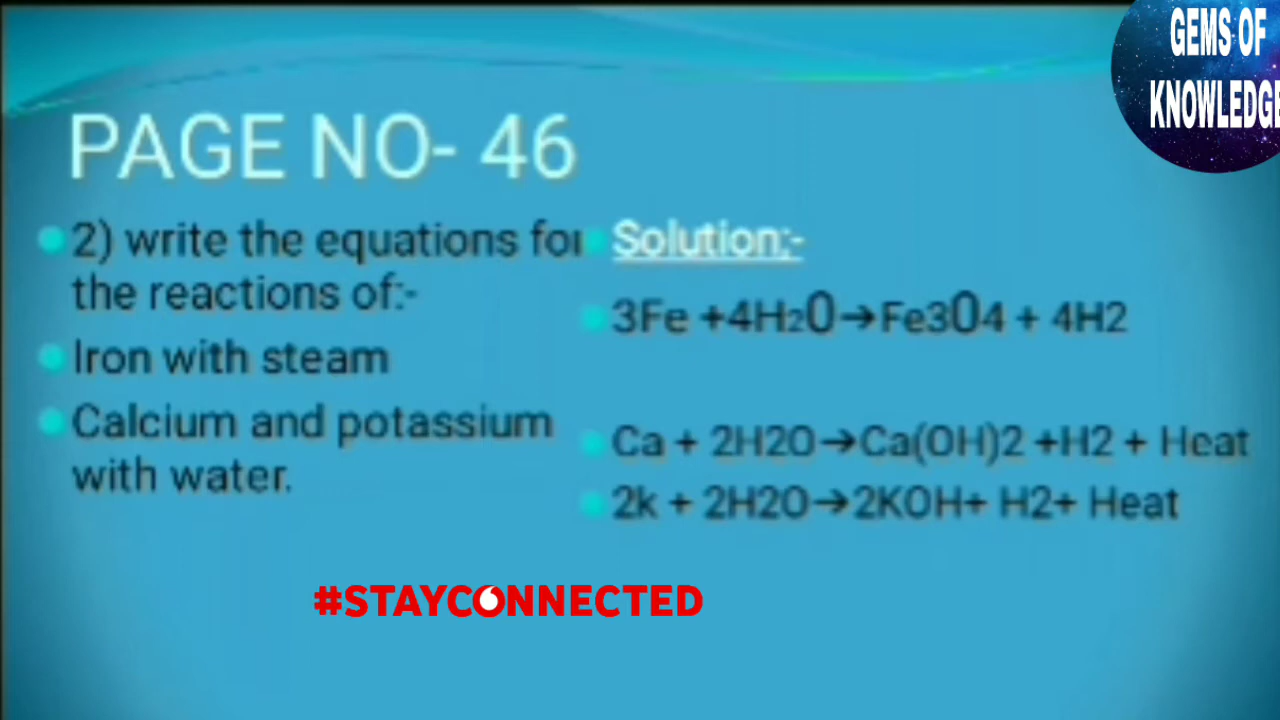 GEMS OF
KNOWLEDGE
PAGE NO- 46
2) write the equations for
the reactions of:-
Iron with steam
Calcium and potassium
with water.
Solution:-
3Fe +4H₂O→Fe3O4 + 4H2
Ca + 2H2O→Ca(OH)2 +H2 + Heat
2k + 2H2O→2KOH+ H2+ Heat
#STAYCONNECTED